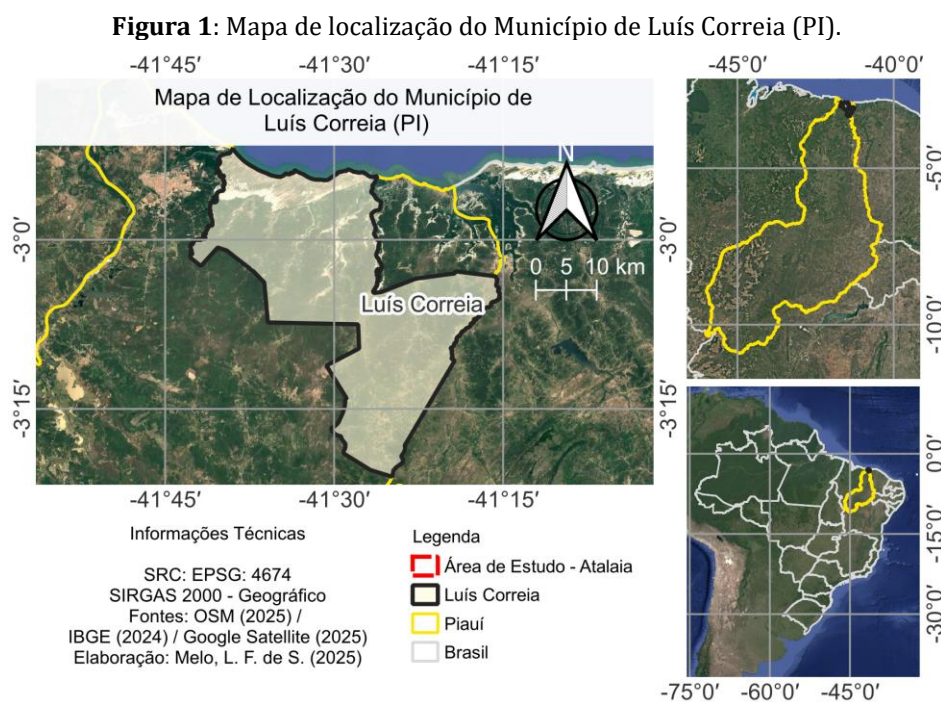 Figura 1: Mapa de localização do Município de Luís Correia (PI).
-41°45′ -41°30′ -41°15′
Mapa de Localização do Município de
Luís Correia (PI)
N
-3°0′
-3°15′
0 5 10 km
Luís Correia
-3°0′
-3°15′
-41°45′ -41°30′ -41°15′
-45°0′ -40°0′
-5°0′
-10°0′
0°0′
-15°0′
-30°0′
-75°0′ -60°0′ -45°0′
Informações Técnicas
SRC: EPSG: 4674
SIRGAS 2000 - Geográfico
Fontes: OSM (2025) /
IBGE (2024) / Google Satellite (2025)
Elaboração: Melo, L. F. de S. (2025)
Legenda
Área de Estudo - Atalaia
Luís Correia
Piauí
Brasil